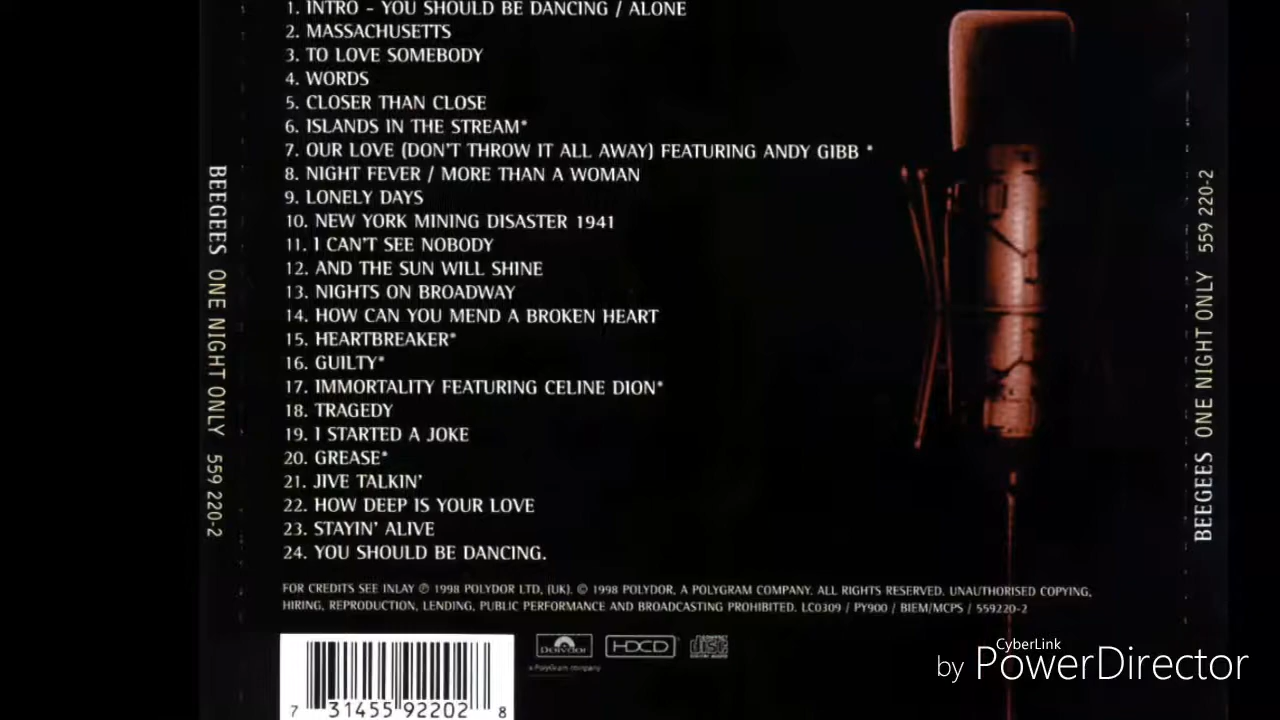 1. INTRO - YOU SHOULD BE DANCING / ALONE
2. MASSACHUSETTS
3. TO LOVE SOMEBODY
4. WORDS
5. CLOSER THAN CLOSE
6. ISLANDS IN THE STREAM*
7. OUR LOVE (DON'T THROW IT ALL AWAY) FEATURING ANDY GIBB *
8. NIGHT FEVER / MORE THAN A WOMAN
9. LONELY DAYS
10. NEW YORK MINING DISASTER 1941
11. I CAN'T SEE NOBODY
12. AND THE SUN WILL SHINE
13. NIGHTS ON BROADWAY
14. HOW CAN YOU MEND A BROKEN HEART
15. HEARTBREAKER*
16. GUILTY*
17. IMMORTALITY FEATURING CELINE DION*
18. TRAGEDY
19. I STARTED A JOKE
20. GREASE*
21. JIVE TALKIN'
22. HOW DEEP IS YOUR LOVE
23. STAYIN' ALIVE
24. YOU SHOULD BE DANCING.
FOR CREDITS SEE INLAY ℗ 1998 POLYDOR LTD, (UK). © 1998 POLYDOR, A POLYGRAM COMPANY. ALL RIGHTS RESERVED. UNAUTHORISED COPYING,
HIRING, REPRODUCTION, LENDING, PUBLIC PERFORMANCE AND BROADCASTING PROHIBITED. LC0309 / PY900 / BIEM/MCPS / 559220-2
BEEGEES ONE NIGHT ONLY 559 220-2
BEEGEES ONE NIGHT ONLY 559 220-2
Polydor
a PolyGram company
HDCD
COMPACT
disc
DIGITAL AUDIO
7 31455 92202 8
CyberLink
by PowerDirector